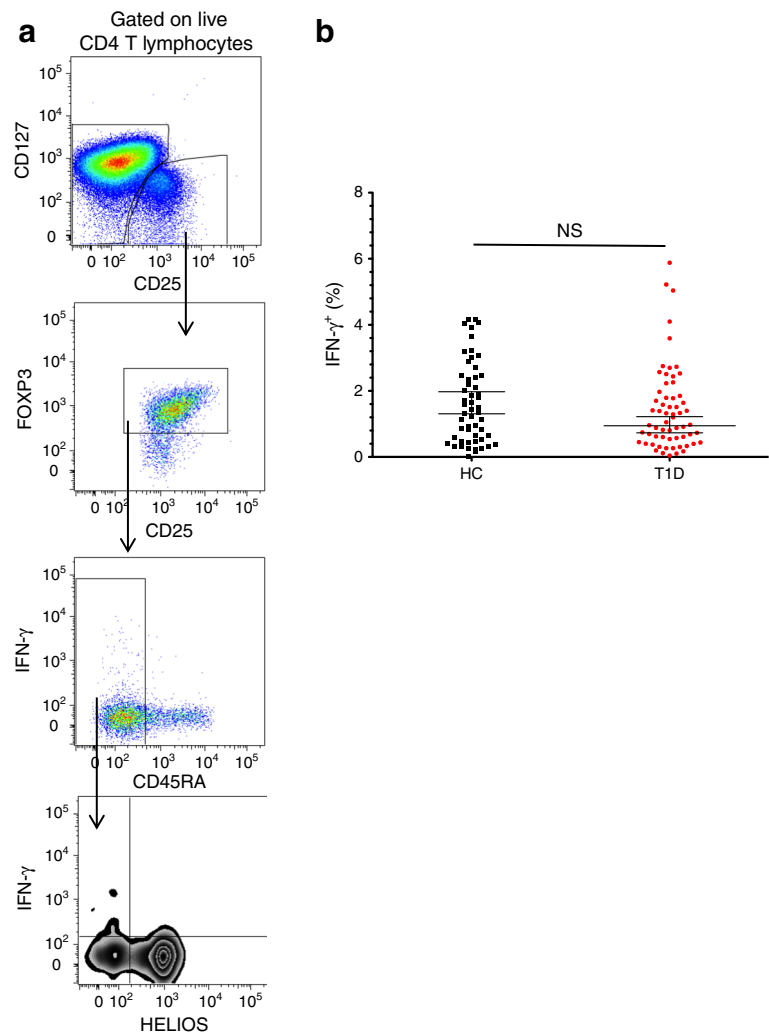 a
Gated on live
CD4 T lymphocytes
CD127
10⁵
10⁴
10³
10²
0
0 10² 10³ 10⁴ 10⁵
CD25
FOXP3
10⁵
10⁴
10³
10²
0
0 10² 10³ 10⁴ 10⁵
CD25
IFN-γ
10⁵
10⁴
10³
10²
0
0 10² 10³ 10⁴ 10⁵
CD45RA
IFN-γ
10⁵
10⁴
10³
10²
0
0 10² 10³ 10⁴ 10⁵
HELIOS
b
IFN-γ⁺ (%)
8
6
4
2
0
NS
HC T1D